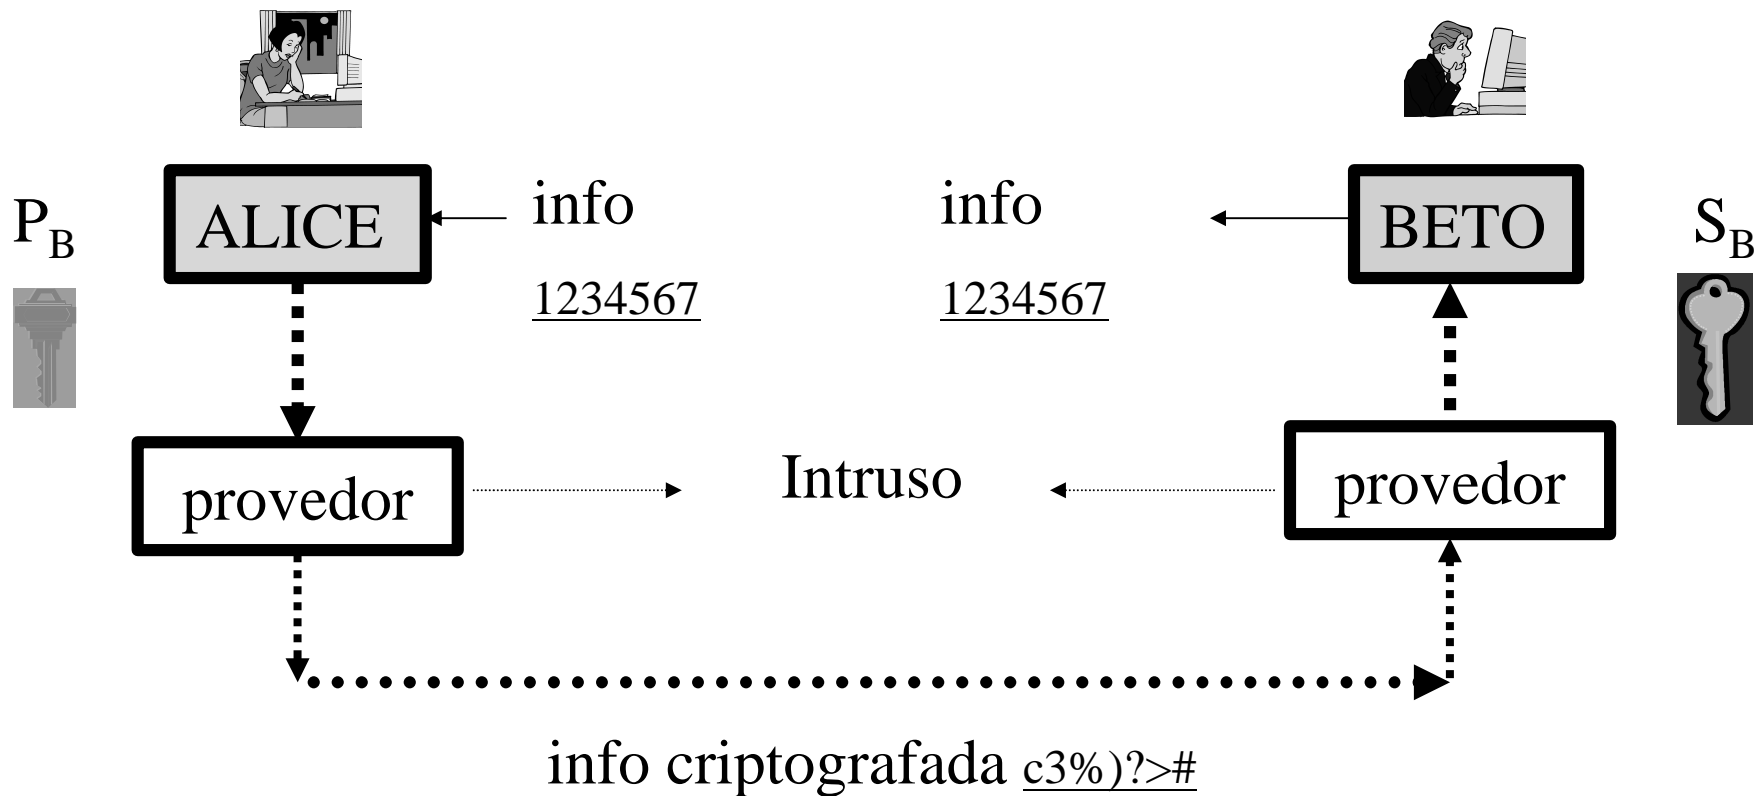 P_B
ALICE
info
1234567
info
1234567
BETO
S_B
provedor
Intruso
provedor
info criptografada c3%)?>#